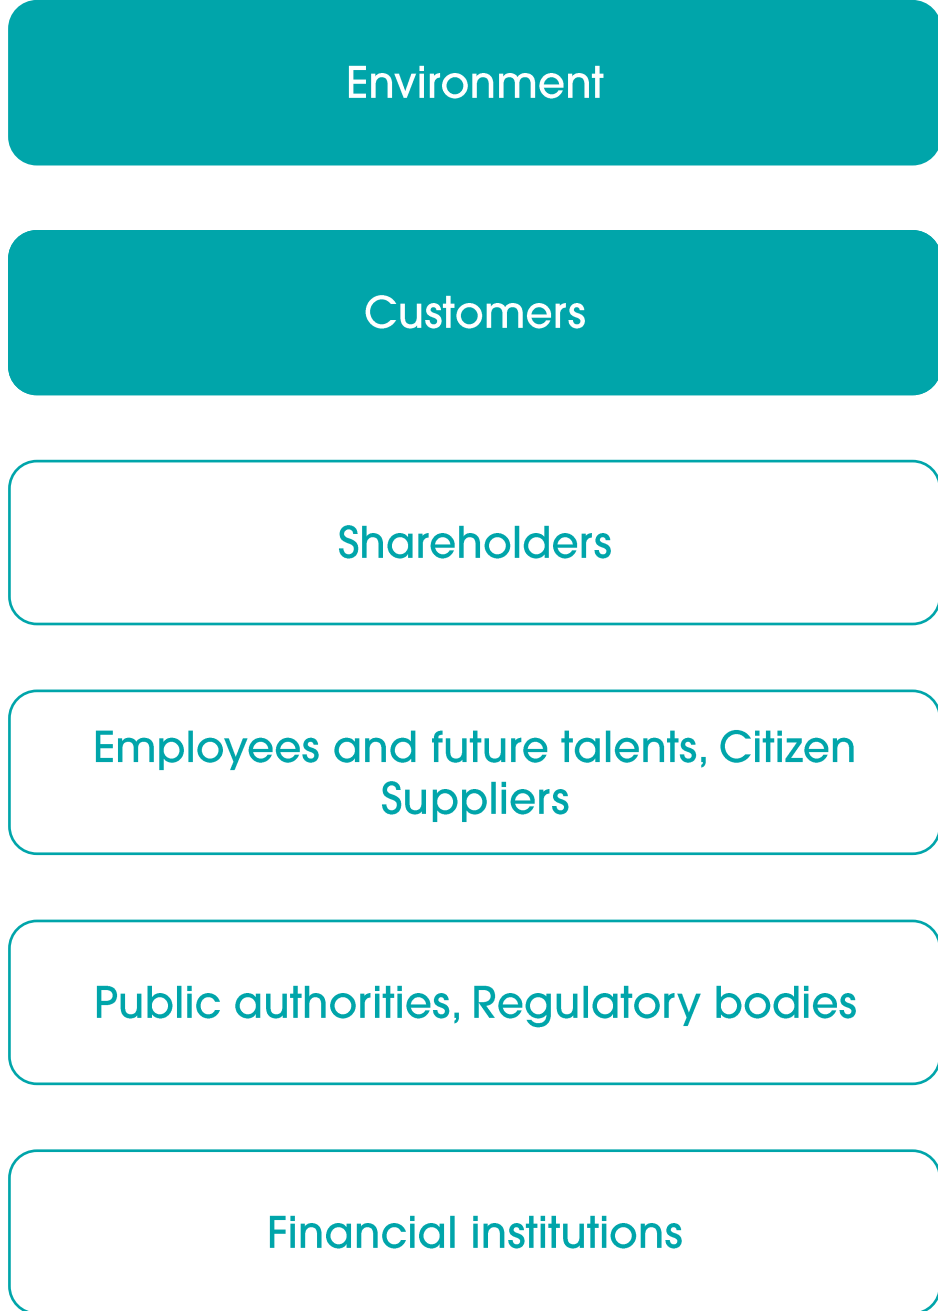 Environment
Customers
Shareholders
Employees and future talents, Citizen
Suppliers
Public authorities, Regulatory bodies
Financial institutions